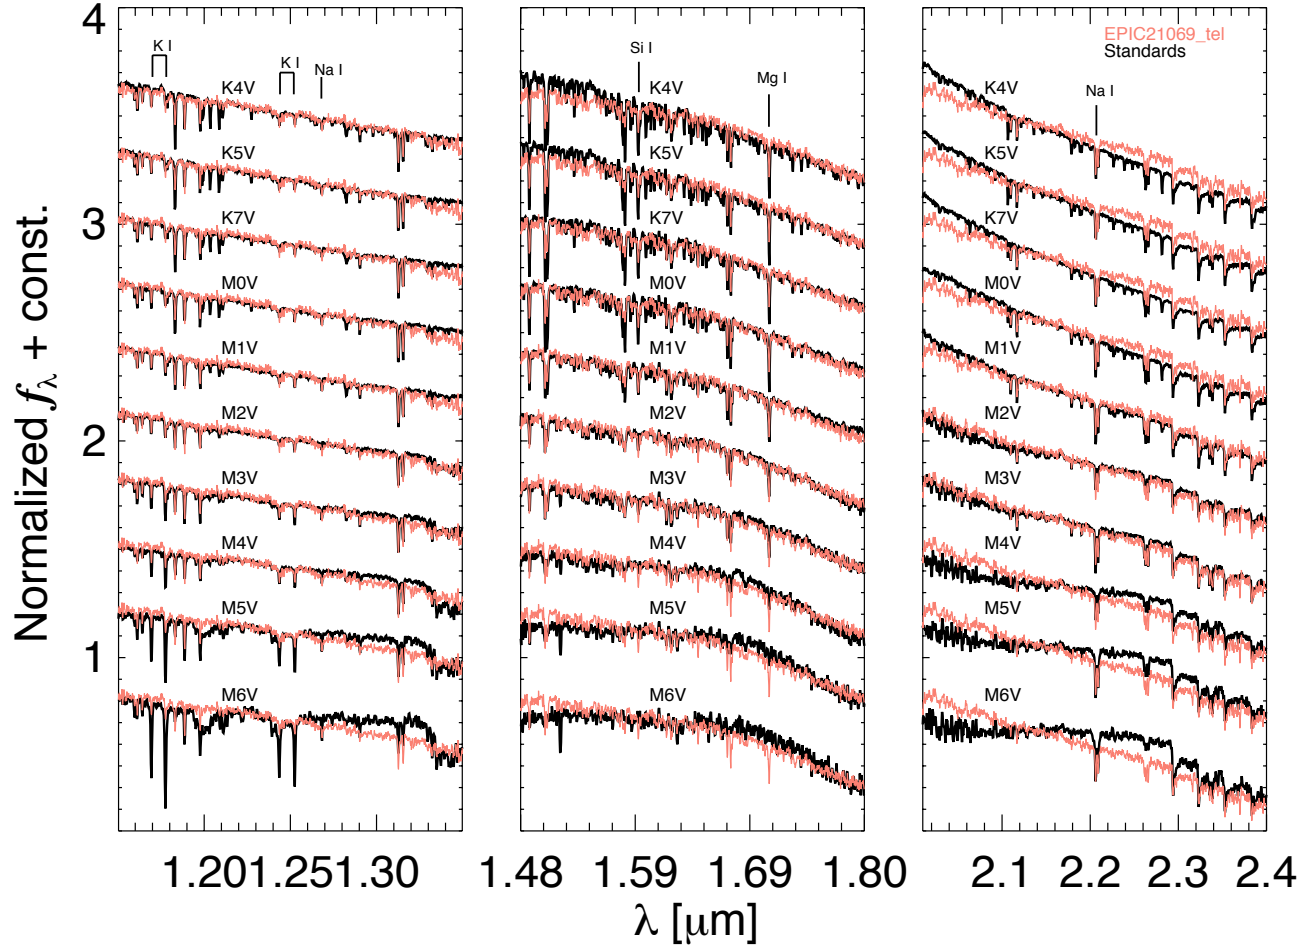 4
3
2
1
Normalized fλ + const.
K I
K I
Na I
K4V
K5V
K7V
M0V
M1V
M2V
M3V
M4V
M5V
M6V
1.20 1.25 1.30
Si I
Mg I
K4V
K5V
K7V
M0V
M1V
M2V
M3V
M4V
M5V
M6V
1.48 1.59 1.69 1.80
EPIC21069_tel
Standards
Na I
K4V
K5V
K7V
M0V
M1V
M2V
M3V
M4V
M5V
M6V
2.1 2.2 2.3 2.4
λ [μm]